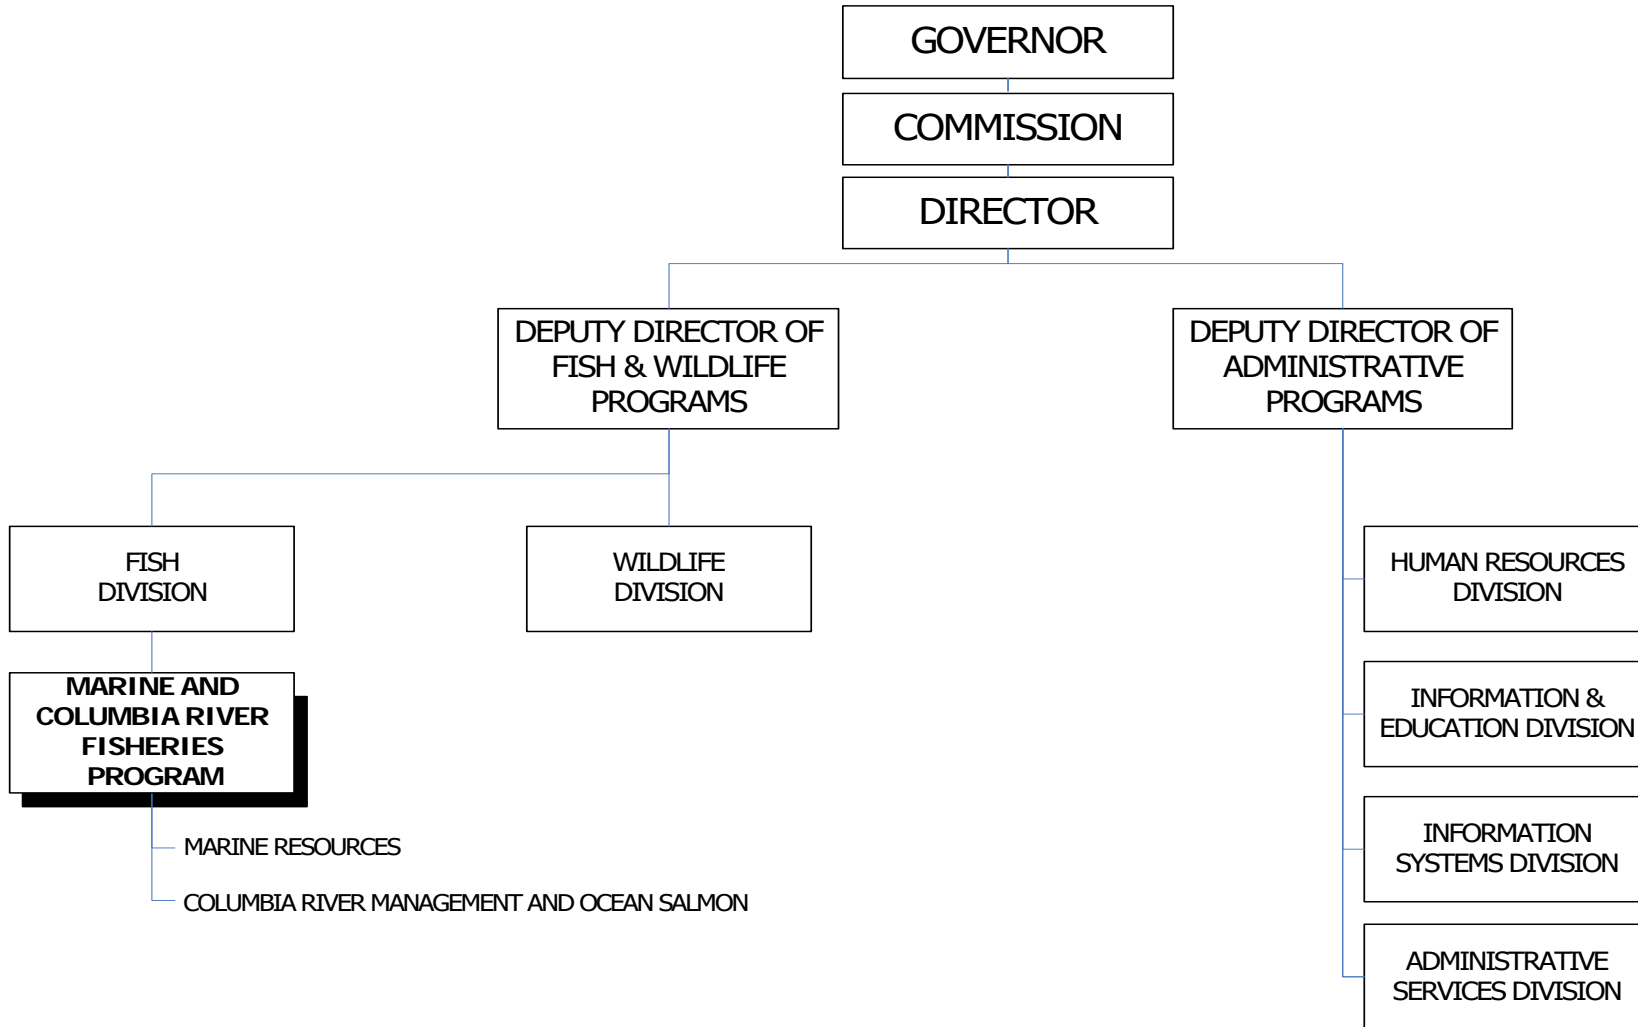 GOVERNOR
COMMISSION
DIRECTOR
DEPUTY DIRECTOR OF
FISH & WILDLIFE
PROGRAMS
DEPUTY DIRECTOR OF
ADMINISTRATIVE
PROGRAMS
FISH
DIVISION
WILDLIFE
DIVISION
HUMAN RESOURCES
DIVISION
MARINE AND
COLUMBIA RIVER
FISHERIES
PROGRAM
INFORMATION &
EDUCATION DIVISION
MARINE RESOURCES
COLUMBIA RIVER MANAGEMENT AND OCEAN SALMON
INFORMATION
SYSTEMS DIVISION
ADMINISTRATIVE
SERVICES DIVISION